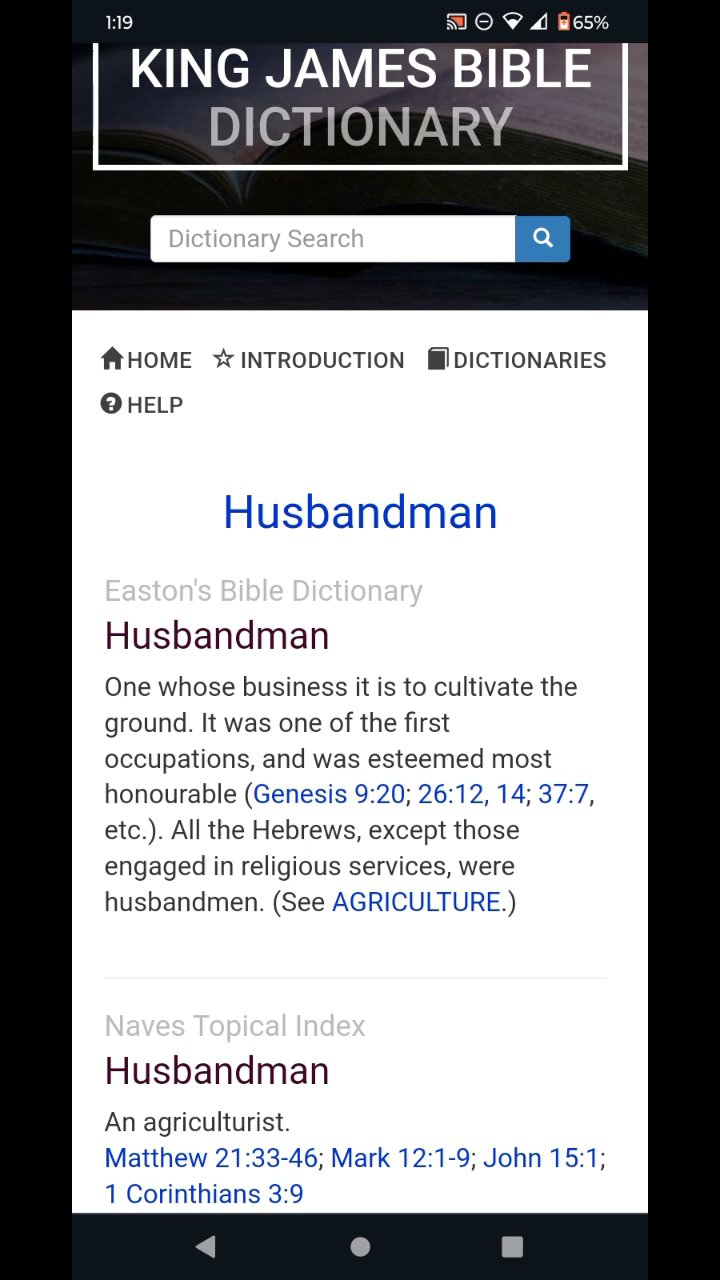 1:19
65%
KING JAMES BIBLE
DICTIONARY
Dictionary Search
HOME INTRODUCTION DICTIONARIES
HELP
Husbandman
Easton's Bible Dictionary
Husbandman
One whose business it is to cultivate the
ground. It was one of the first
occupations, and was esteemed most
honourable (Genesis 9:20; 26:12, 14; 37:7,
etc.). All the Hebrews, except those
engaged in religious services, were
husbandmen. (See AGRICULTURE.)
Naves Topical Index
Husbandman
An agriculturist.
Matthew 21:33-46; Mark 12:1-9; John 15:1;
1 Corinthians 3:9